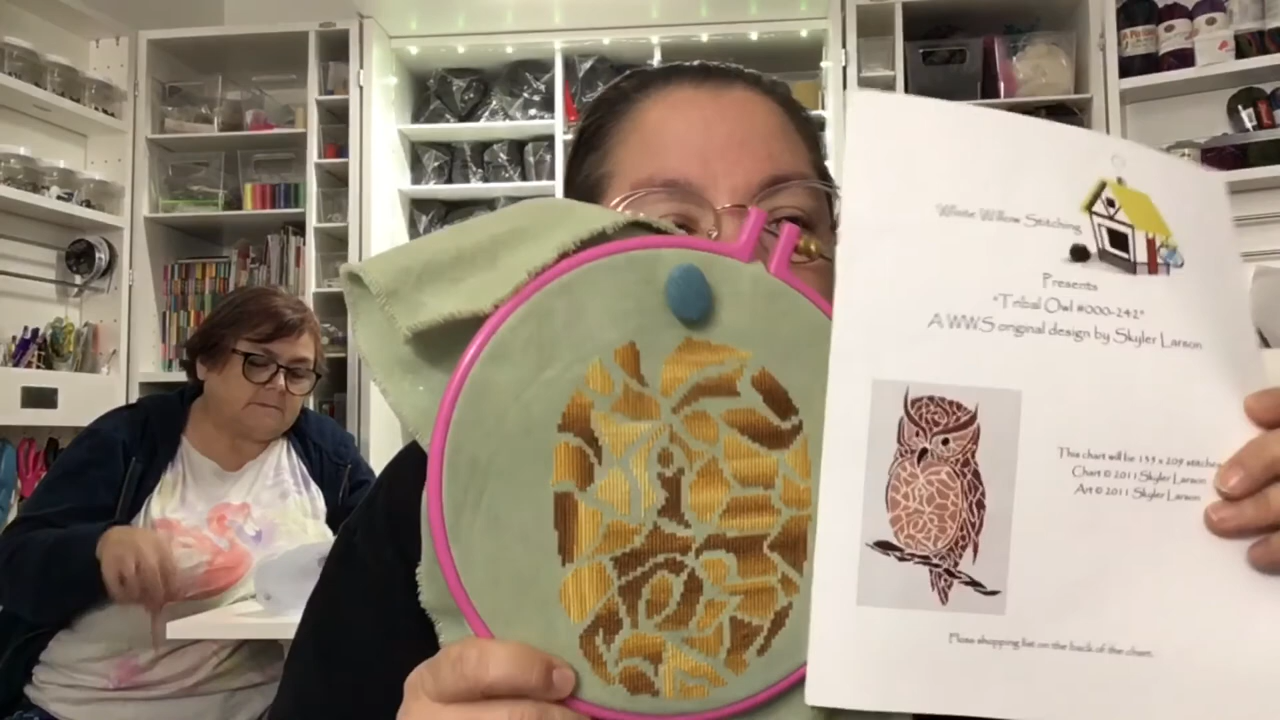 White Willow Stitching
Presents
"Tribal Owl #000-242"
A WWS original design by Skyler Larson
This chart will be 155 x 209 stitches
Chart © 2011 Skyler Larson
Art © 2011 Skyler Larson
Floss shopping list on the back of the chart.